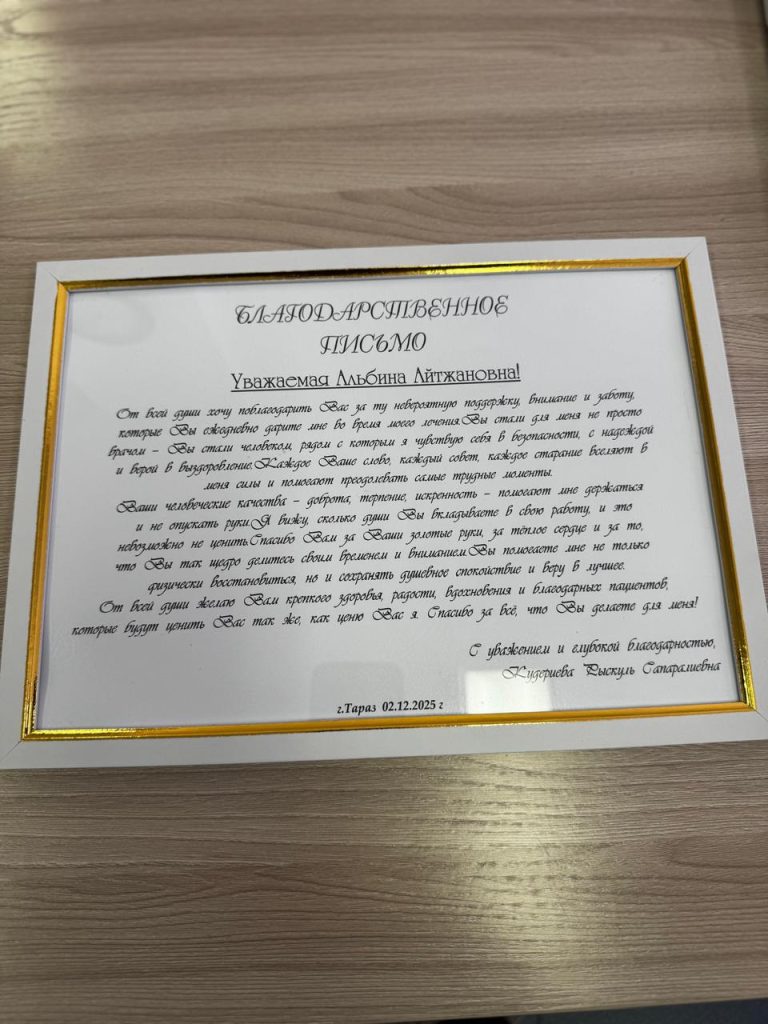 БЛАГОДАРСТВЕННОЕ
ПИСЬМО
Уважаемая Альбина Айтжановна!
От всей души хочу поблагодарить Вас за ту невероятную поддержку, внимание и заботу,
которые Вы ежедневно дарите мне во время моего лечения.Вы стали для меня не просто
врачом – Вы стали человеком, рядом с которым я чувствую себя в безопасности, с надеждой
и верой в выздоровление.Каждое Ваше слово, каждый совет, каждое старание вселяют в
меня силы и помогают преодолевать самые трудные моменты.
Ваши человеческие качества – доброта, терпение, искренность – помогают мне держаться
и не опускать руки.Я вижу, сколько души Вы вкладываете в свою работу, и это
невозможно не ценить.Спасибо Вам за Ваши золотые руки, за тёплое сердце и за то,
что Вы так щедро делитесь своим временем и вниманием.Вы помогаете мне не только
физически восстановиться, но и сохранять душевное спокойствие и веру в лучшее.
От всей души желаю Вам крепкого здоровья, радости, вдохновения и благодарных пациентов,
которые будут ценить Вас так же, как ценю Вас я. Спасибо за всё, что Вы делаете для меня!
С уважением и глубокой благодарностью,
Кудериева Рыскуль Сапаралиевна
г.Тараз 02.12.2025 г